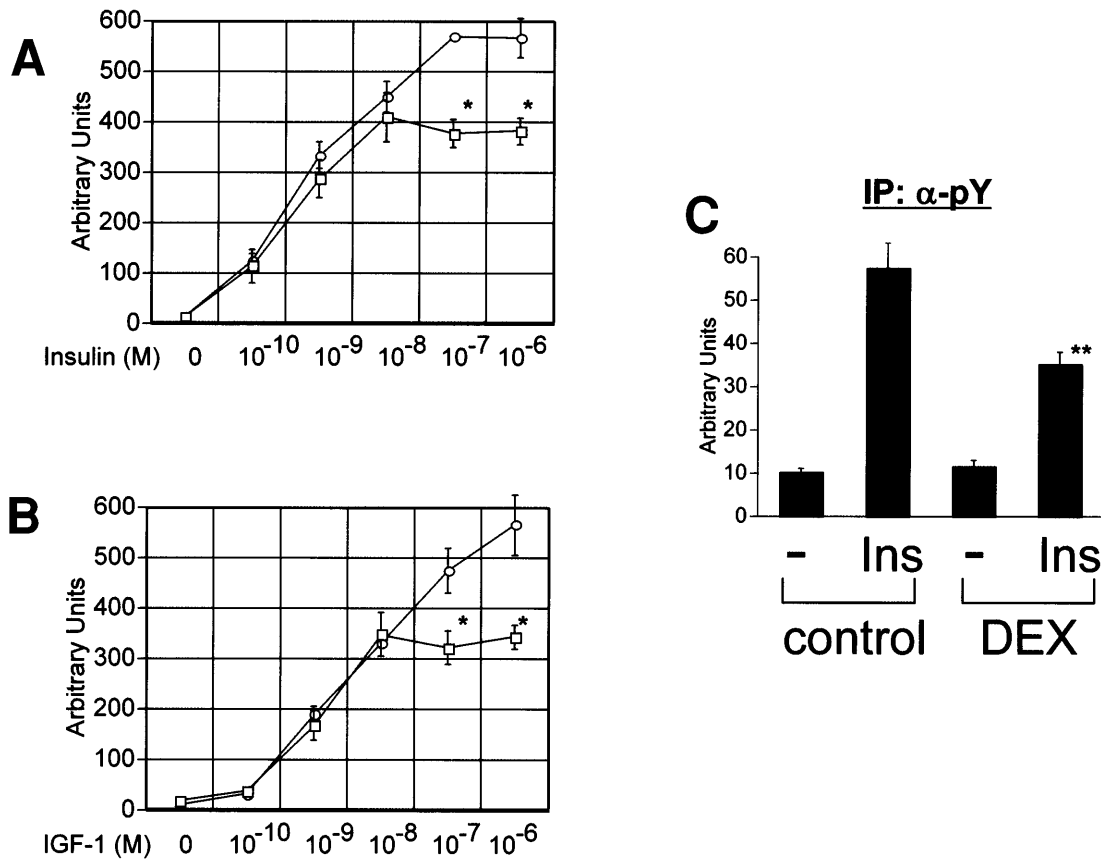 A
600
500
400
300
200
100
0
Arbitrary Units
* *
Insulin (M) 0 10⁻¹⁰ 10⁻⁹ 10⁻⁸ 10⁻⁷ 10⁻⁶
B
600
500
400
300
200
100
0
Arbitrary Units
* *
IGF-1 (M) 0 10⁻¹⁰ 10⁻⁹ 10⁻⁸ 10⁻⁷ 10⁻⁶
C
IP: α-pY
60
50
40
30
20
10
0
Arbitrary Units
**
- Ins - Ins
control DEX